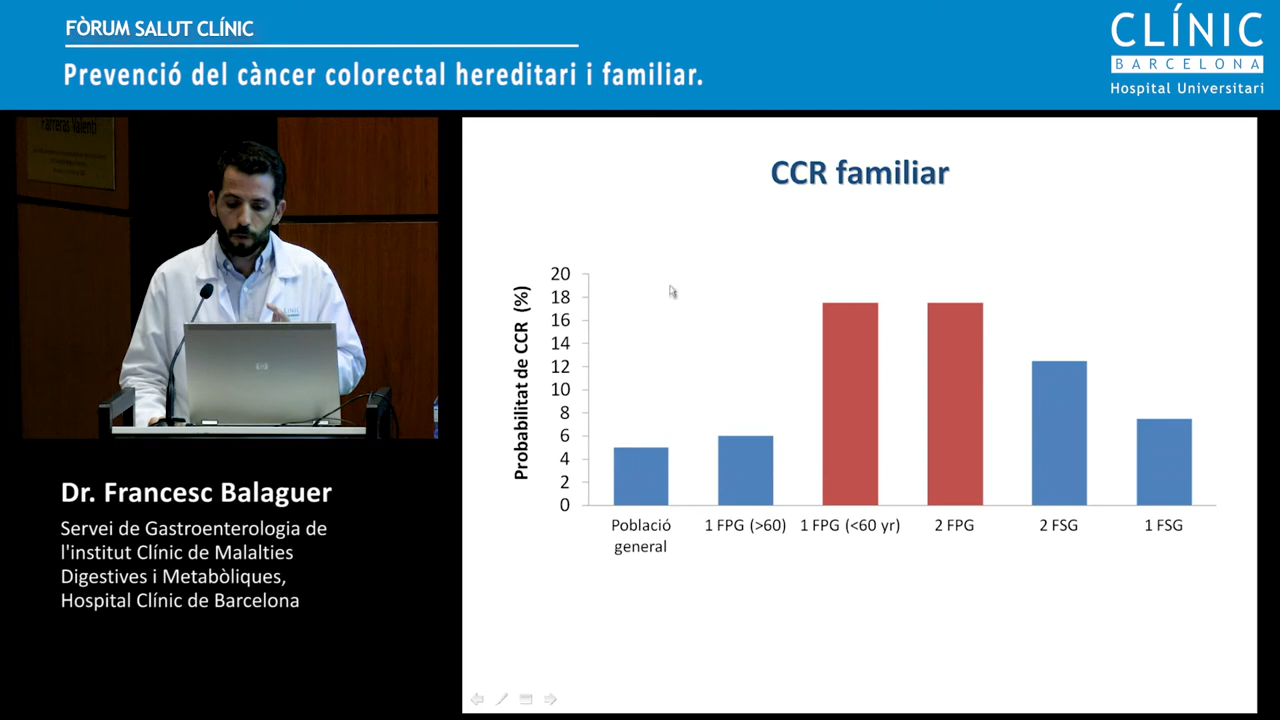 FÒRUM SALUT CLÍNIC
Prevenció del càncer colorectal hereditari i familiar.
CLÍNIC
BARCELONA
Hospital Universitari
Farreras Valentí
CCR familiar
Probabilitat de CCR (%)
20
18
16
14
12
10
8
6
4
2
0
Població general
1 FPG (>60)
1 FPG (<60 yr)
2 FPG
2 FSG
1 FSG
hp
Dr. Francesc Balaguer
Servei de Gastroenterologia de
l'institut Clínic de Malalties
Digestives i Metabòliques,
Hospital Clínic de Barcelona